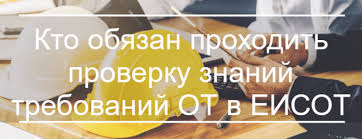 Кто обязан проходить
проверку знаний
требований ОТ в ЕИСОТ